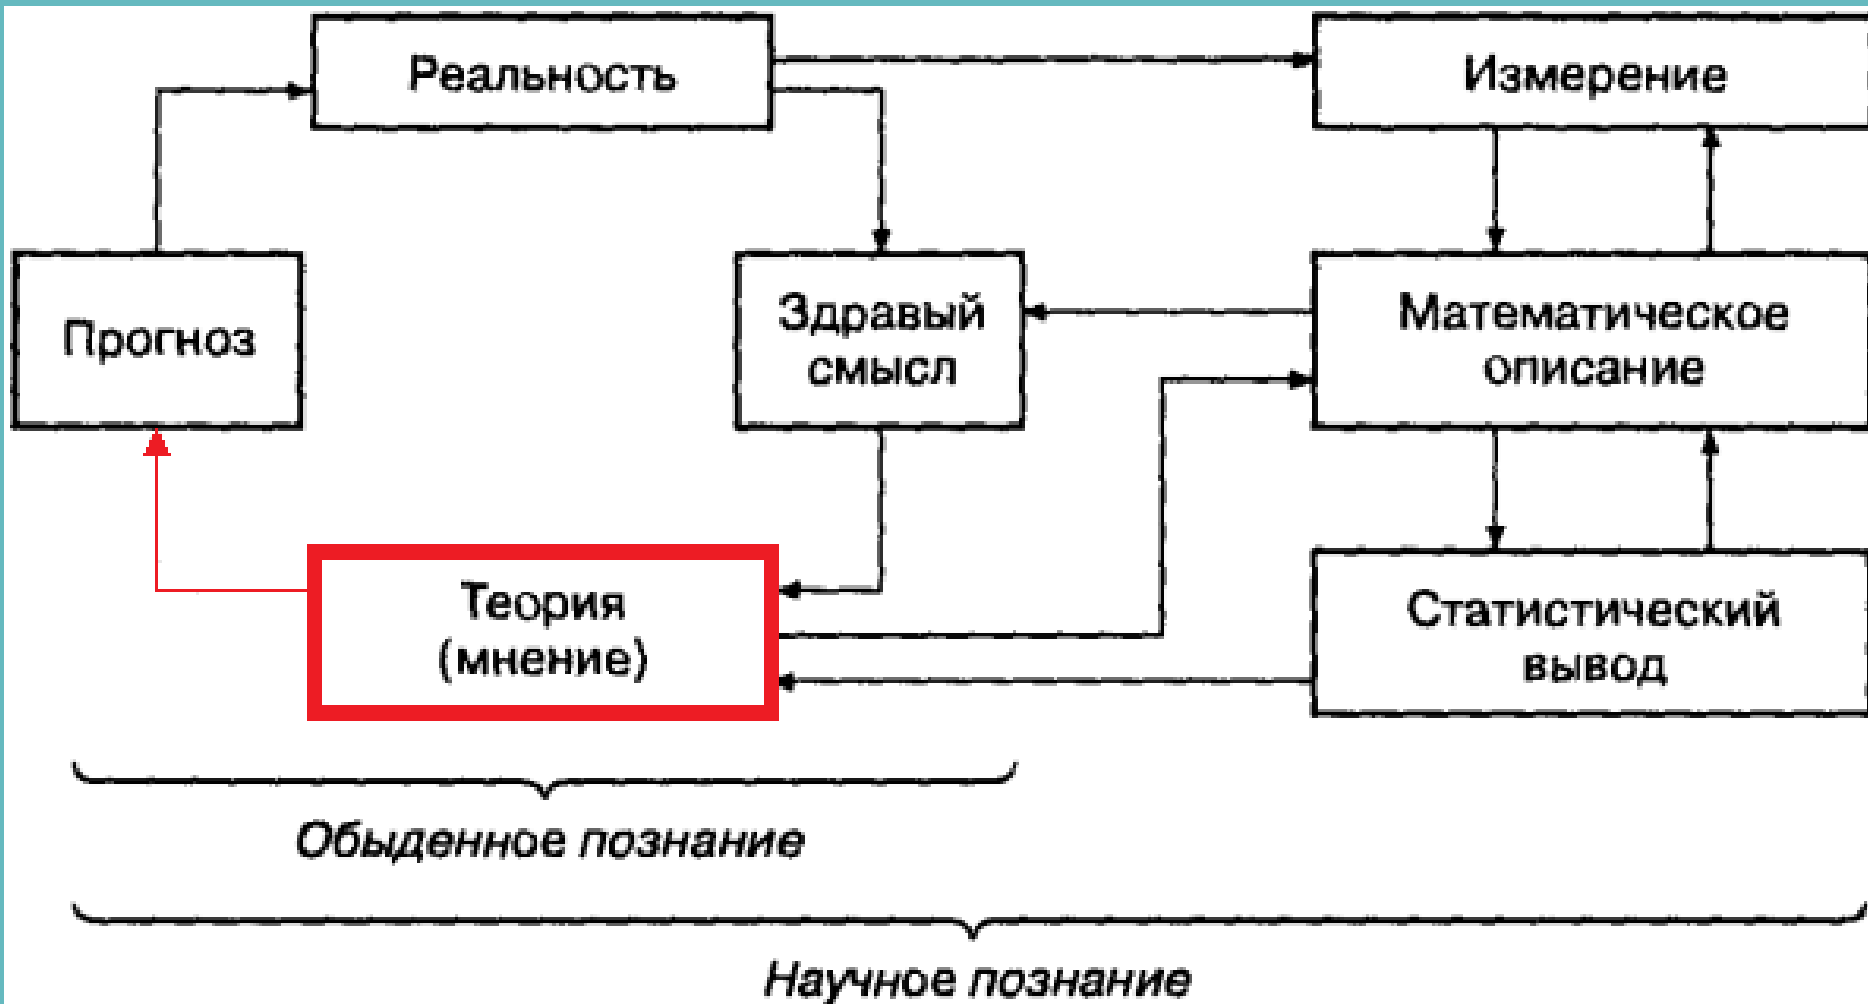 Реальность
Измерение
Прогноз
Здравый
смысл
Математическое
описание
Теория
(мнение)
Статистический
вывод
Обыденное познание
Научное познание